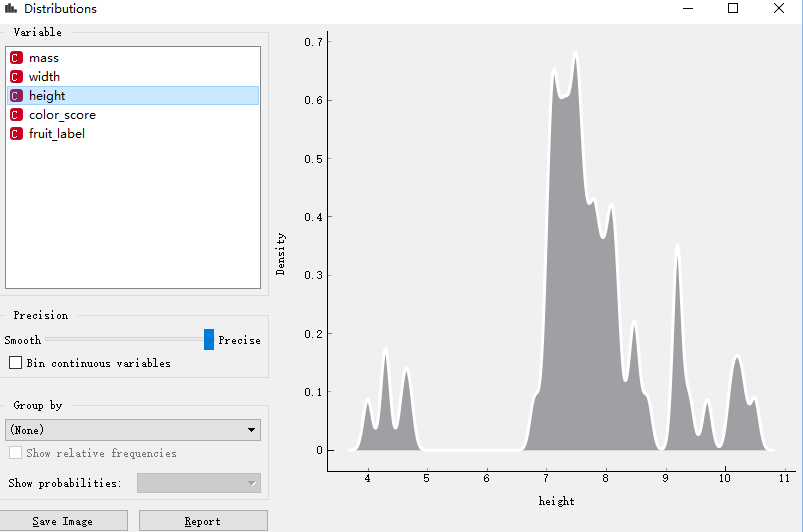 Distributions
Variable
C mass
C width
C height
C color_score
C fruit_label
Precision
Smooth Precise
Bin continuous variables
Group by
(None)
Show relative frequencies
Show probabilities:
Save Image Report
Density
0.7
0.6
0.5
0.4
0.3
0.2
0.1
0
4 5 6 7 8 9 10 11
height